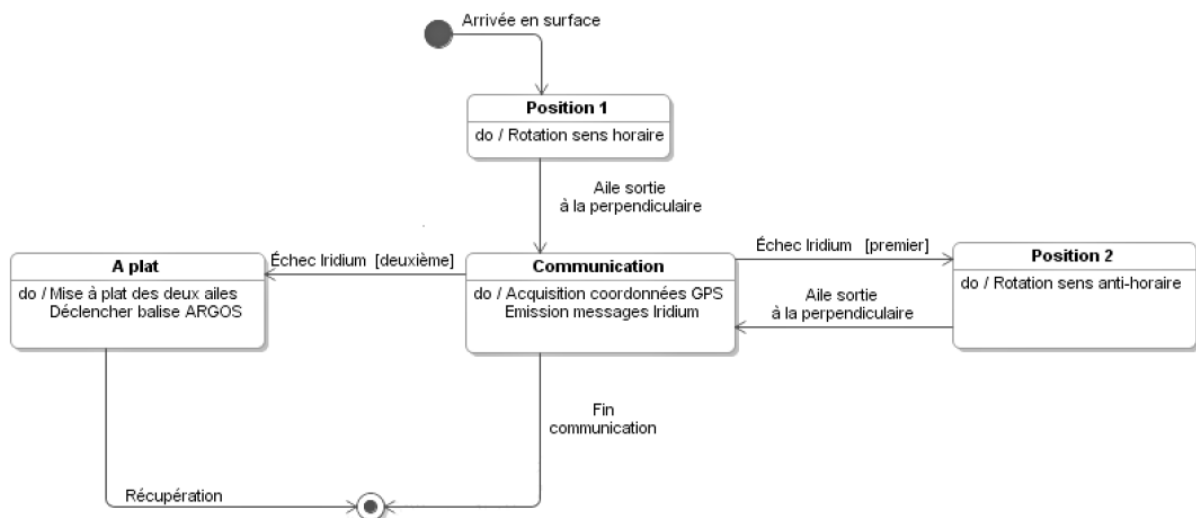 Arrivée en surface
Position 1
do / Rotation sens horaire
Aile sortie
à la perpendiculaire
Échec Iridium [deuxième]
Échec Iridium [premier]
A plat
do / Mise à plat des deux ailes
Déclencher balise ARGOS
Communication
do / Acquisition coordonnées GPS
Emission messages Iridium
Position 2
do / Rotation sens anti-horaire
Aile sortie
à la perpendiculaire
Fin
communication
Récupération